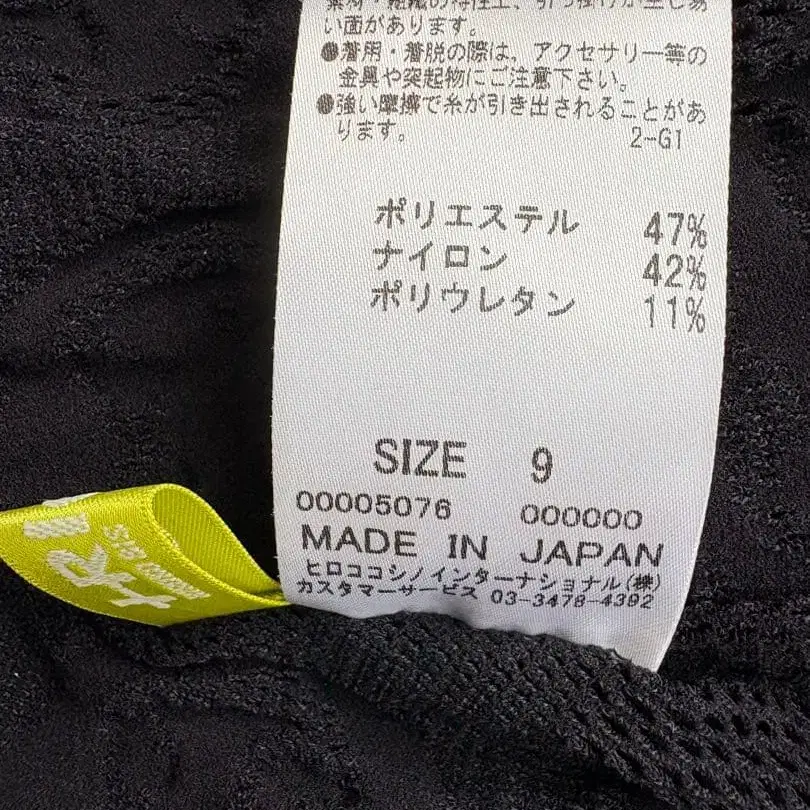 い面があります。
●着用・着脱の際は、アクセサリー等の
金具や突起物にご注意下さい。
●強い摩擦で糸が引き出されることがあ
ります。
2-G1
ポリエステル 47%
ナイロン 42%
ポリウレタン 11%
SIZE 9
00005076 000000
MADE IN JAPAN
ヒロココシノインターナショナル(株)
カスタマーサービス 03-3478-4392